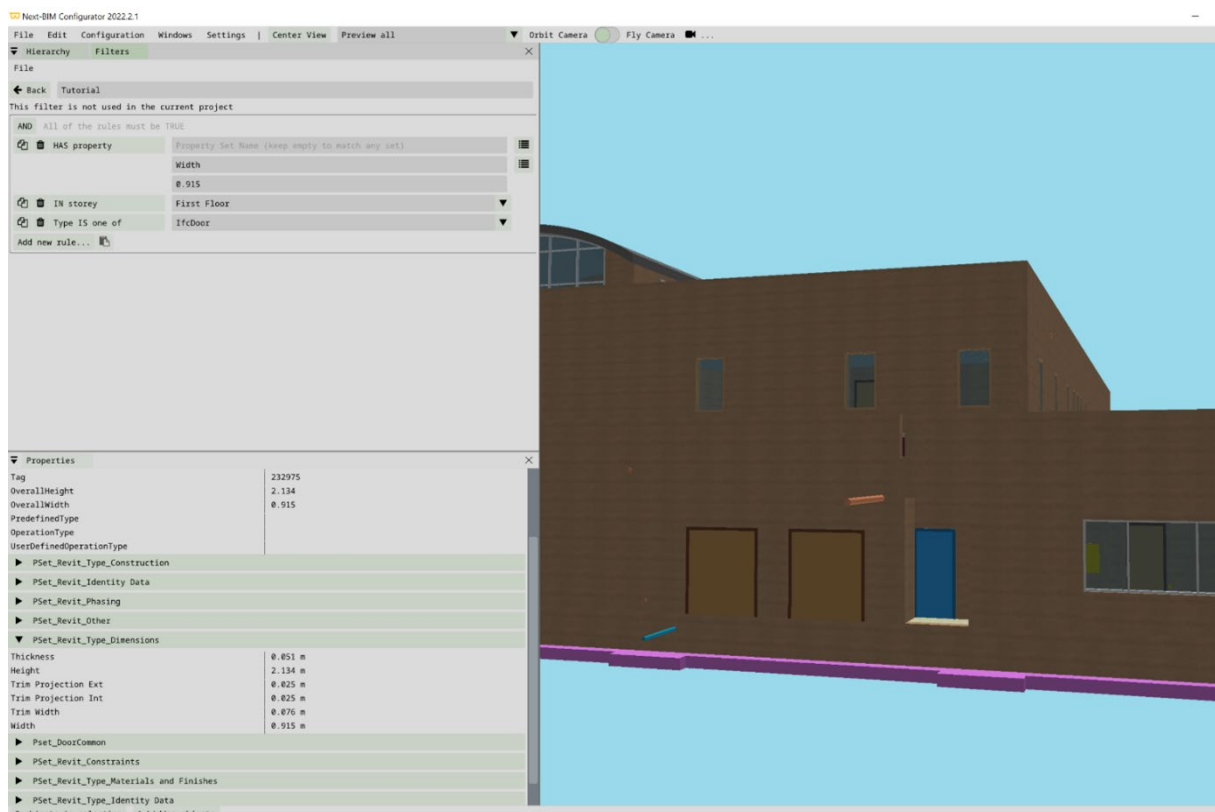 Next-BIM Configurator 2022.2.1
File Edit Configuration Windows Settings | Center View Preview all Orbit Camera Fly Camera ...
Hierarchy Filters
File
Back Tutorial
This filter is not used in the current project
AND All of the rules must be TRUE
HAS property Property Set Name (keep empty to match any set)
Width
0.915
IN storey First Floor
Type IS one of IfcDoor
Add new rule...
Properties
Tag 232975
OverallHeight 2.134
OverallWidth 0.915
PredefinedType
OperationType
UserDefinedOperationType
PSet_Revit_Type_Construction
PSet_Revit_Identity Data
PSet_Revit_Phasing
PSet_Revit_Other
PSet_Revit_Type_Dimensions
Thickness 0.051 m
Height 2.134 m
Trim Projection Ext 0.025 m
Trim Projection Int 0.025 m
Trim Width 0.076 m
Width 0.915 m
Pset_DoorCommon
PSet_Revit_Constraints
PSet_Revit_Type_Materials and Finishes
PSet_Revit_Type_Identity Data